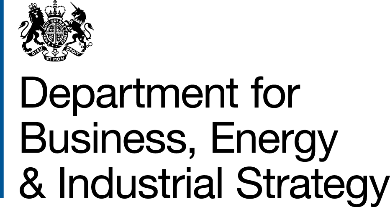 Department for
Business, Energy
& Industrial Strategy